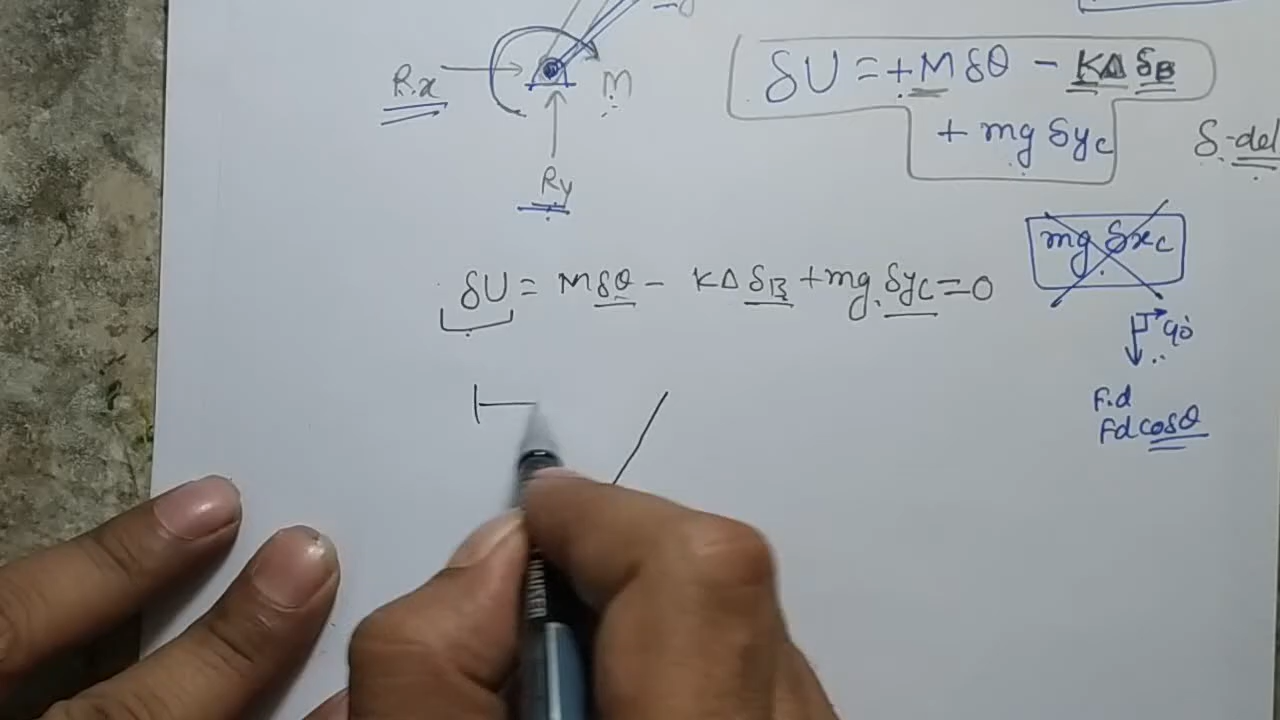 δU = +Mδθ - KΔ δB
+ mg δyc
R.x
M
δ-del
Ry
mg δxc
δU = Mδθ - KΔ δB + mg. δyc = 0
90°
F.d
Fd cosθ